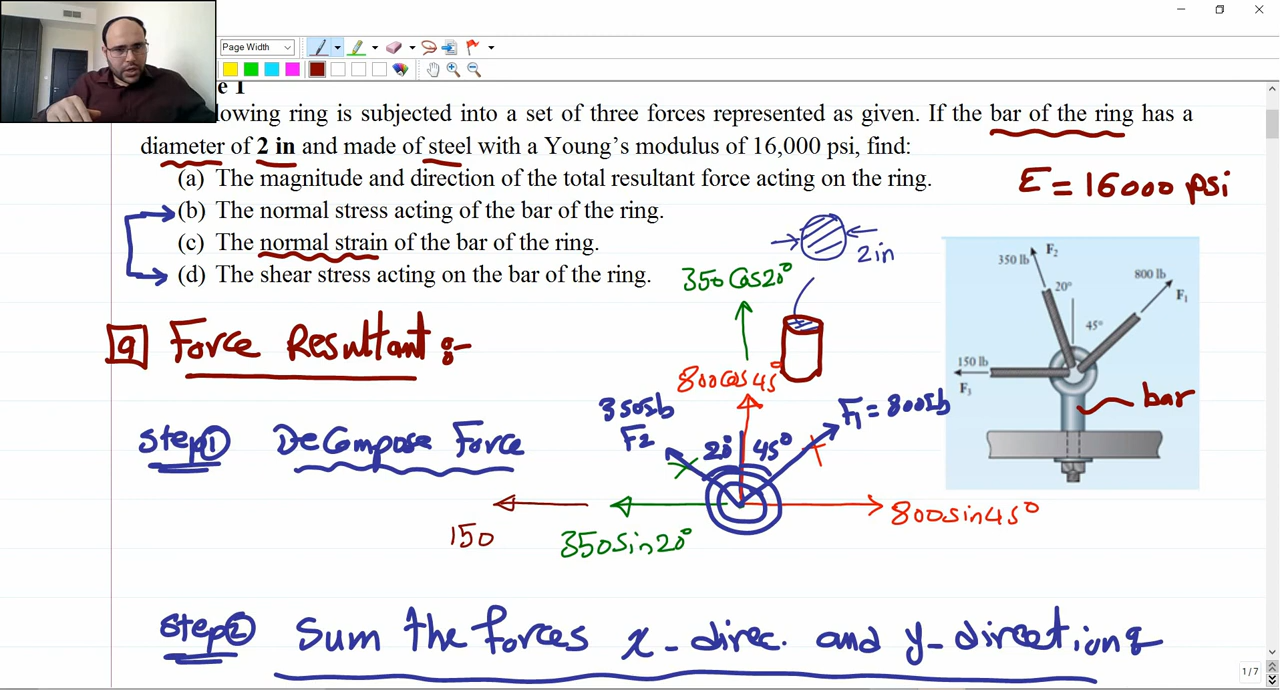 Page Width
e 1
lowing ring is subjected into a set of three forces represented as given. If the bar of the ring has a
diameter of 2 in and made of steel with a Young's modulus of 16,000 psi, find:
(a) The magnitude and direction of the total resultant force acting on the ring.
E = 16000 psi
(b) The normal stress acting of the bar of the ring.
(c) The normal strain of the bar of the ring.
2in
(d) The shear stress acting on the bar of the ring.
350 Cos20°
350 lb
F₂
800 lb
20°
F₁
45°
a Force Resultant :-
150 lb
F₃
bar
800 cos 45°
350 lb
F2
F1 = 800 lb
20
45°
Step 1 DeCompose Force
800 sin 45°
150
350 Sin 20°
Step 2 Sum the forces x-direc. and y-direction :
1/7